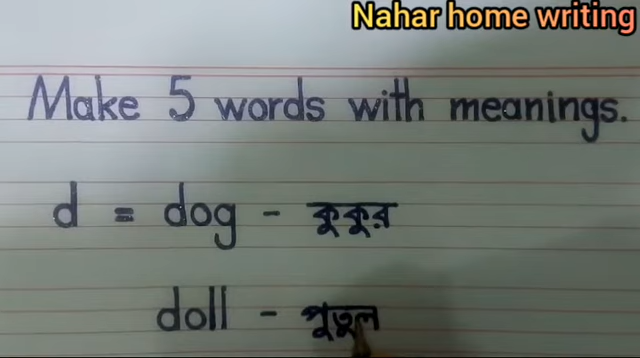 Nahar home writing
Make 5 words with meanings.
d = dog - কুকুর
doll - পুতুল